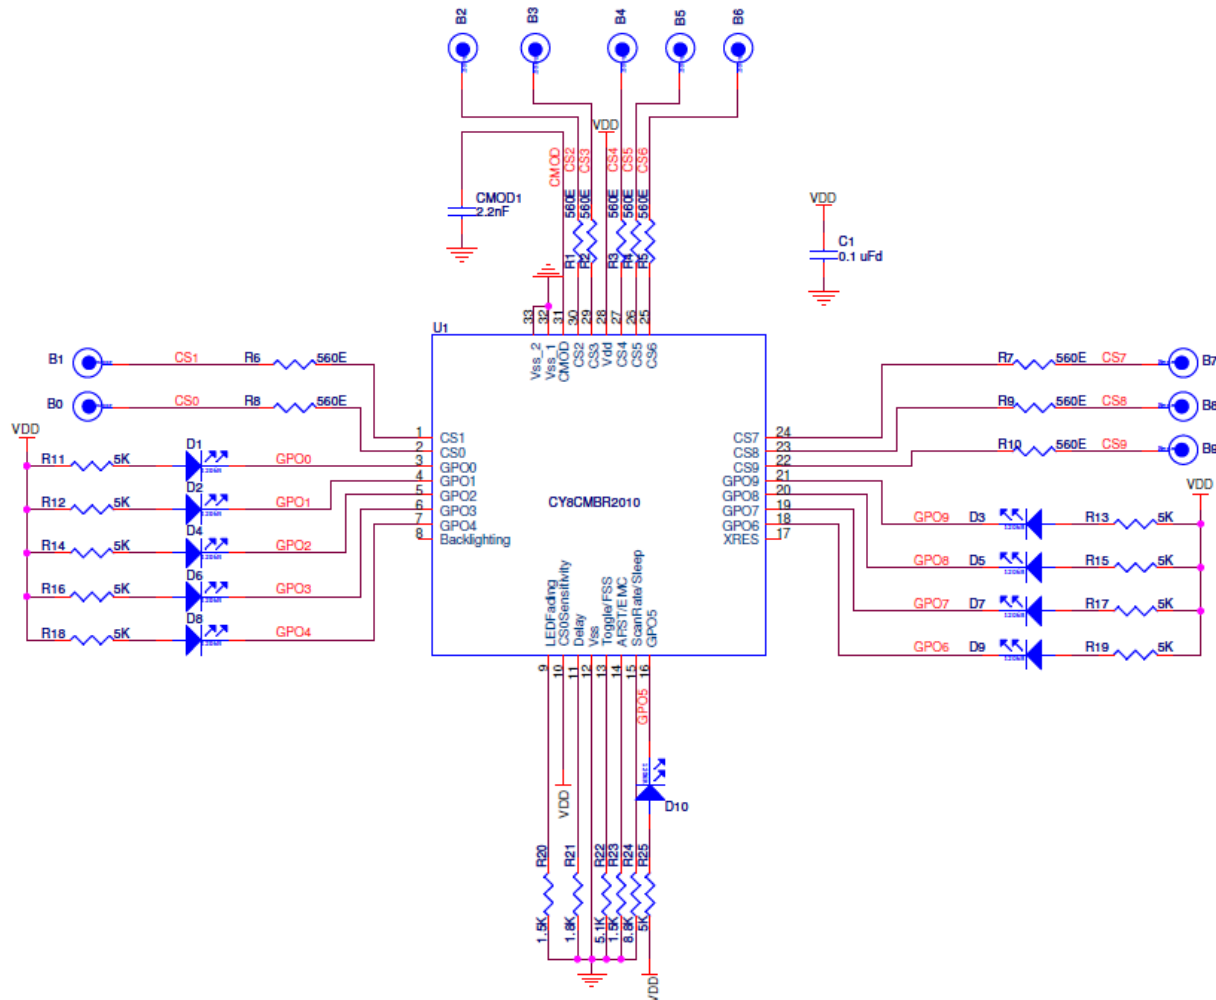 B2 B3 B4 B5 B6
VDD
CMOD CS2 CS3 CS4 CS5 CS6
CMOD1
2.2nF
560E 560E 560E 560E 560E
R1 R2 R3 R4 R5
VDD
C1
0.1 uFd
33 32 31 30 29 28 27 26 25
U1
Vss_2 Vss_1 CMOD CS2 CS3 Vdd CS4 CS5 CS6
B1 CS1 R6 560E
R7 560E CS7 B7
B0 CS0 R8 560E
R9 560E CS8 B8
R10 560E CS9 B9
VDD
1 CS1
2 CS0
3 GPO0
4 GPO1
5 GPO2
6 GPO3
7 GPO4
8 Backlighting
CY8CMBR2010
CS7 24
CS8 23
CS9 22
GPO9 21
GPO8 20
GPO7 19
GPO6 18
XRES 17
R11 5K D1 GPO0
R12 5K D2 GPO1
R14 5K D4 GPO2
R16 5K D6 GPO3
R18 5K D8 GPO4
VDD
GPO9 D3 R13 5K
GPO8 D5 R15 5K
GPO7 D7 R17 5K
GPO6 D9 R19 5K
LEDFading CS0Sensitivity Delay Vss Toggle/FSS ARST/EMC ScanRate/Sleep GPO5
9 10 11 12 13 14 15 16
GPO5
VDD
D10
R20 R21 R22 R23 R24 R25
1.5K 1.8K 5.1K 1.5K 8.8K 5K
VDD